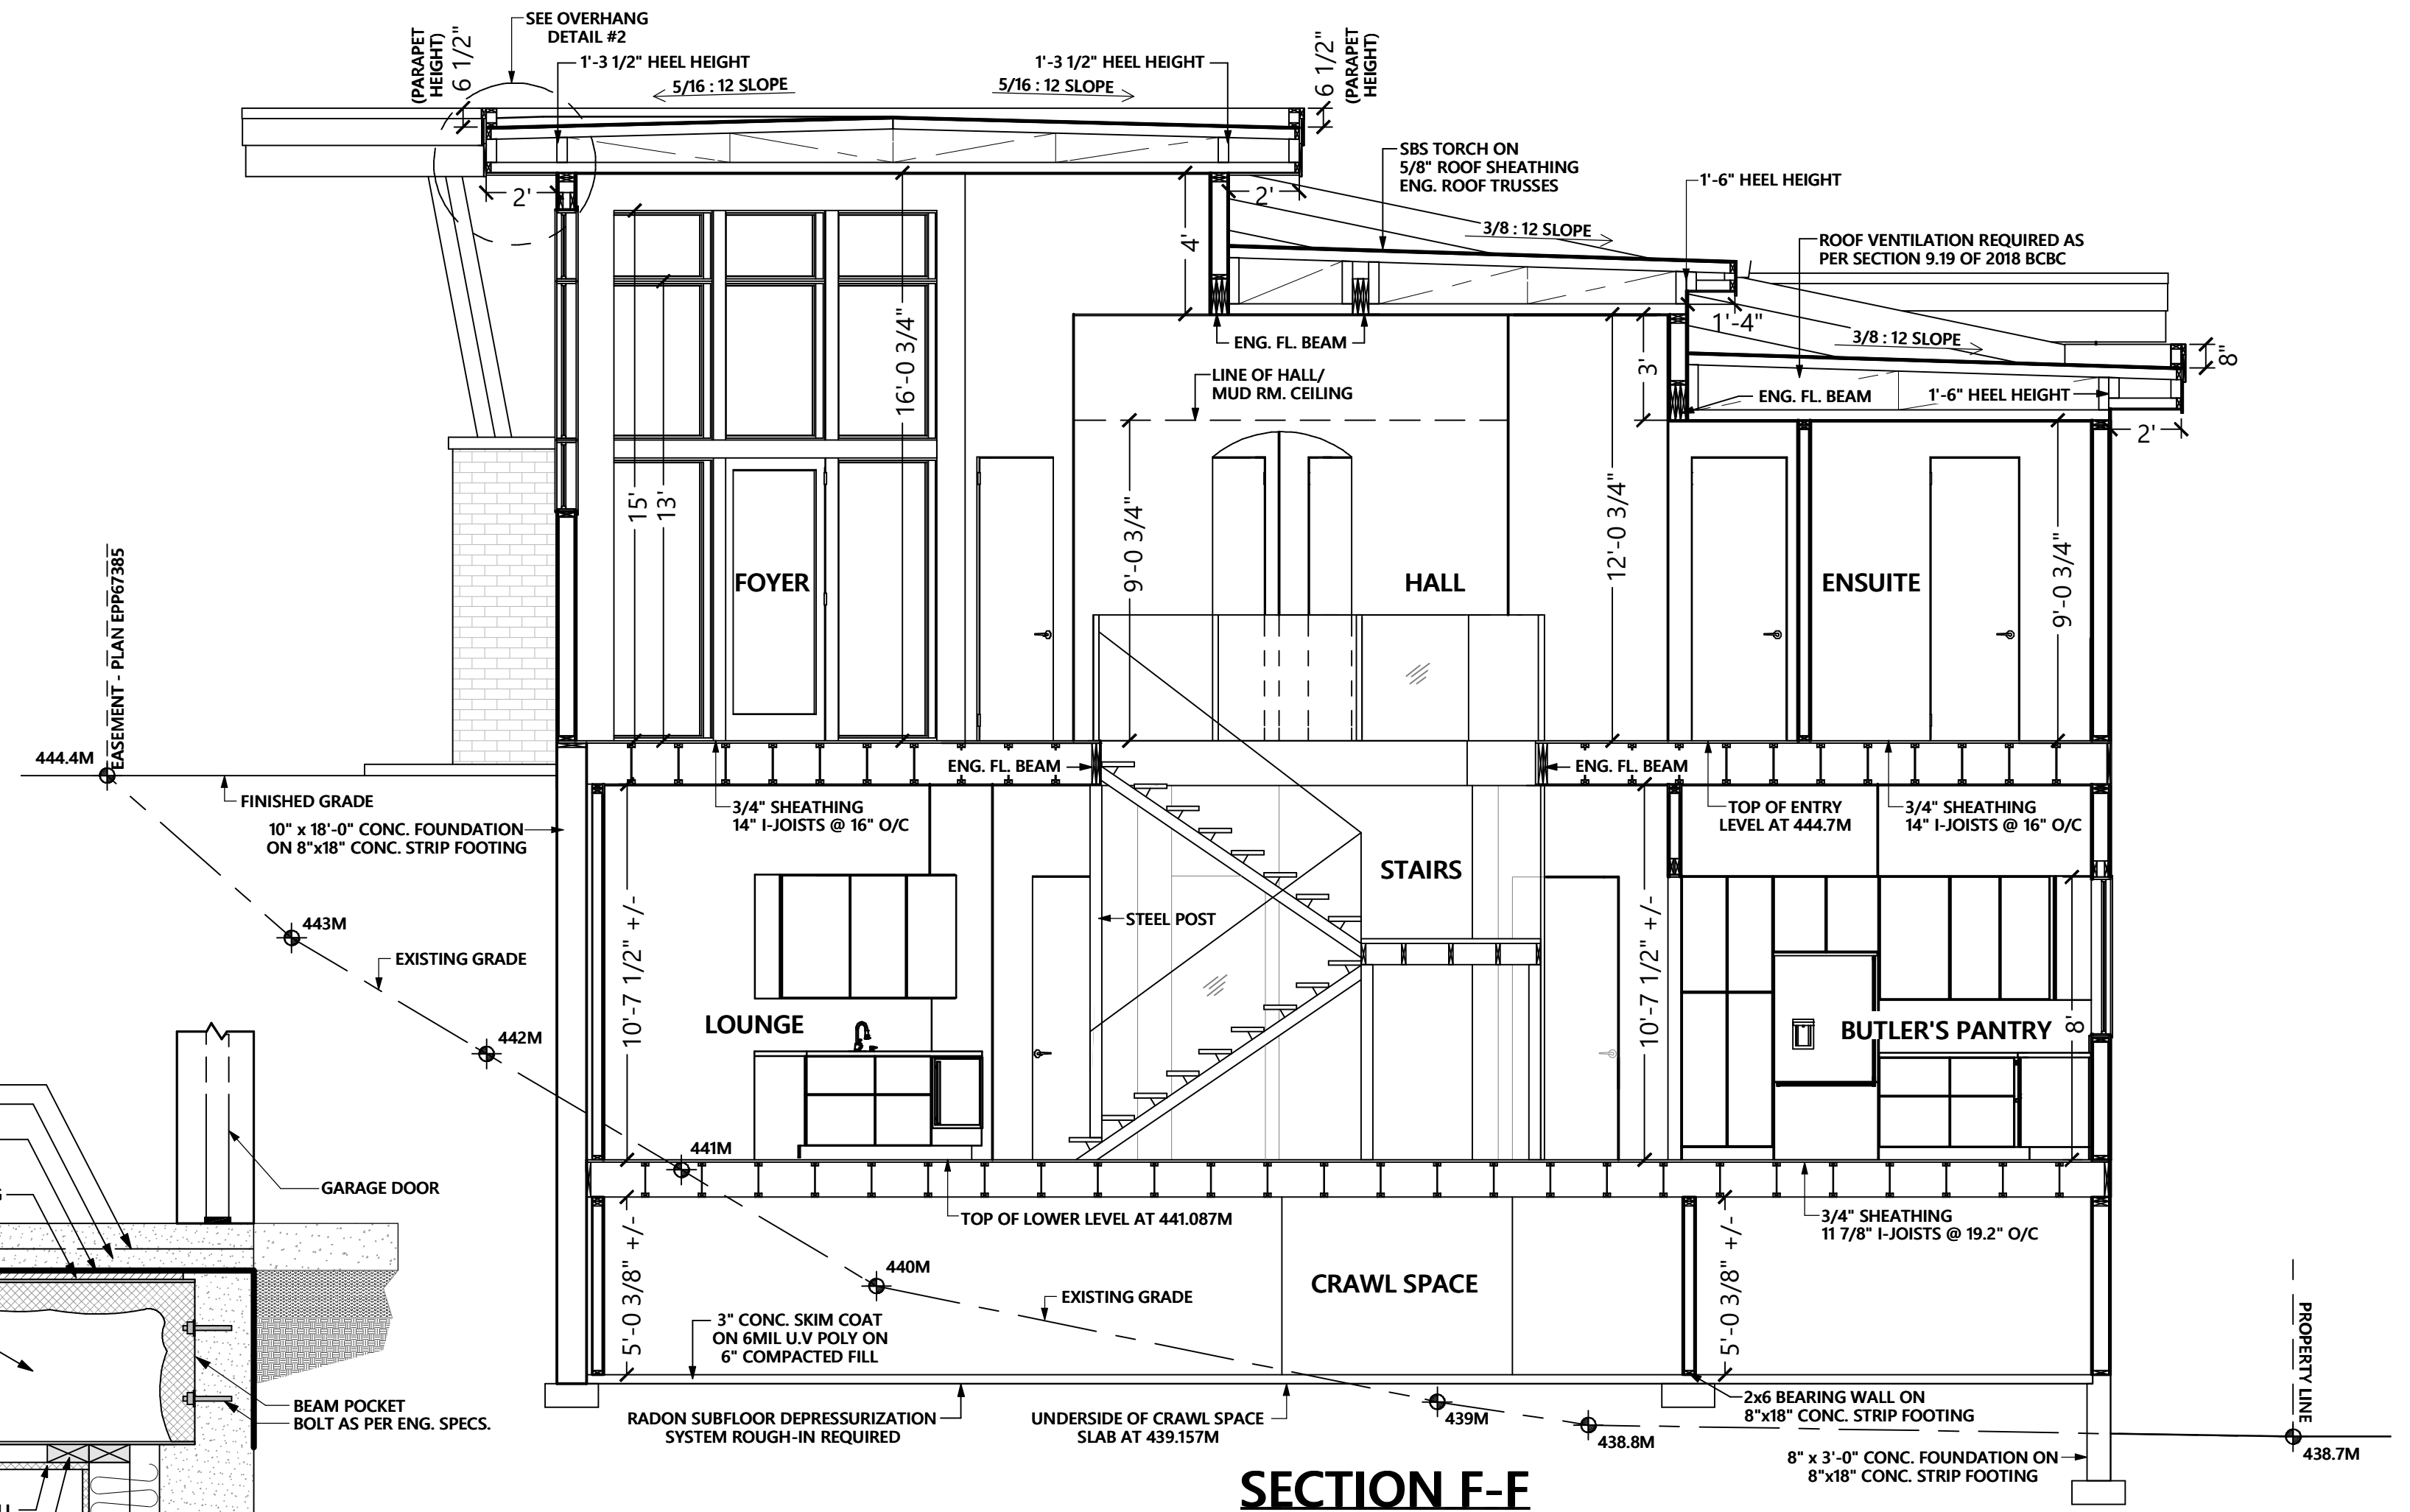 SEE OVERHANG
DETAIL #2
(PARAPET
HEIGHT)
6 1/2"
1'-3 1/2" HEEL HEIGHT
1'-3 1/2" HEEL HEIGHT
6 1/2"
(PARAPET
HEIGHT)
5/16 : 12 SLOPE
5/16 : 12 SLOPE
SBS TORCH ON
5/8" ROOF SHEATHING
ENG. ROOF TRUSSES
1'-6" HEEL HEIGHT
2'
2'
3/8 : 12 SLOPE
ROOF VENTILATION REQUIRED AS
PER SECTION 9.19 OF 2018 BCBC
4'
1'-4"
3/8 : 12 SLOPE
8"
ENG. FL. BEAM
3'
LINE OF HALL/
MUD RM. CEILING
ENG. FL. BEAM
1'-6" HEEL HEIGHT
2'
16'-0 3/4"
15'
13'
9'-0 3/4"
12'-0 3/4"
9'-0 3/4"
FOYER
HALL
ENSUITE
EASEMENT - PLAN EPP67385
444.4M
FINISHED GRADE
ENG. FL. BEAM
ENG. FL. BEAM
10" x 18'-0" CONC. FOUNDATION
ON 8"x18" CONC. STRIP FOOTING
3/4" SHEATHING
14" I-JOISTS @ 16" O/C
TOP OF ENTRY
LEVEL AT 444.7M
3/4" SHEATHING
14" I-JOISTS @ 16" O/C
STAIRS
443M
STEEL POST
EXISTING GRADE
10'-7 1/2" +/-
10'-7 1/2" +/-
LOUNGE
BUTLER'S PANTRY
8'
442M
441M
GARAGE DOOR
TOP OF LOWER LEVEL AT 441.087M
3/4" SHEATHING
11 7/8" I-JOISTS @ 19.2" O/C
5'-0 3/8" +/-
5'-0 3/8" +/-
440M
CRAWL SPACE
EXISTING GRADE
3" CONC. SKIM COAT
ON 6MIL U.V POLY ON
6" COMPACTED FILL
PROPERTY LINE
BEAM POCKET
BOLT AS PER ENG. SPECS.
RADON SUBFLOOR DEPRESSURIZATION
SYSTEM ROUGH-IN REQUIRED
UNDERSIDE OF CRAWL SPACE
SLAB AT 439.157M
439M
2x6 BEARING WALL ON
8"x18" CONC. STRIP FOOTING
438.8M
8" x 3'-0" CONC. FOUNDATION ON
8"x18" CONC. STRIP FOOTING
438.7M
SECTION F-F